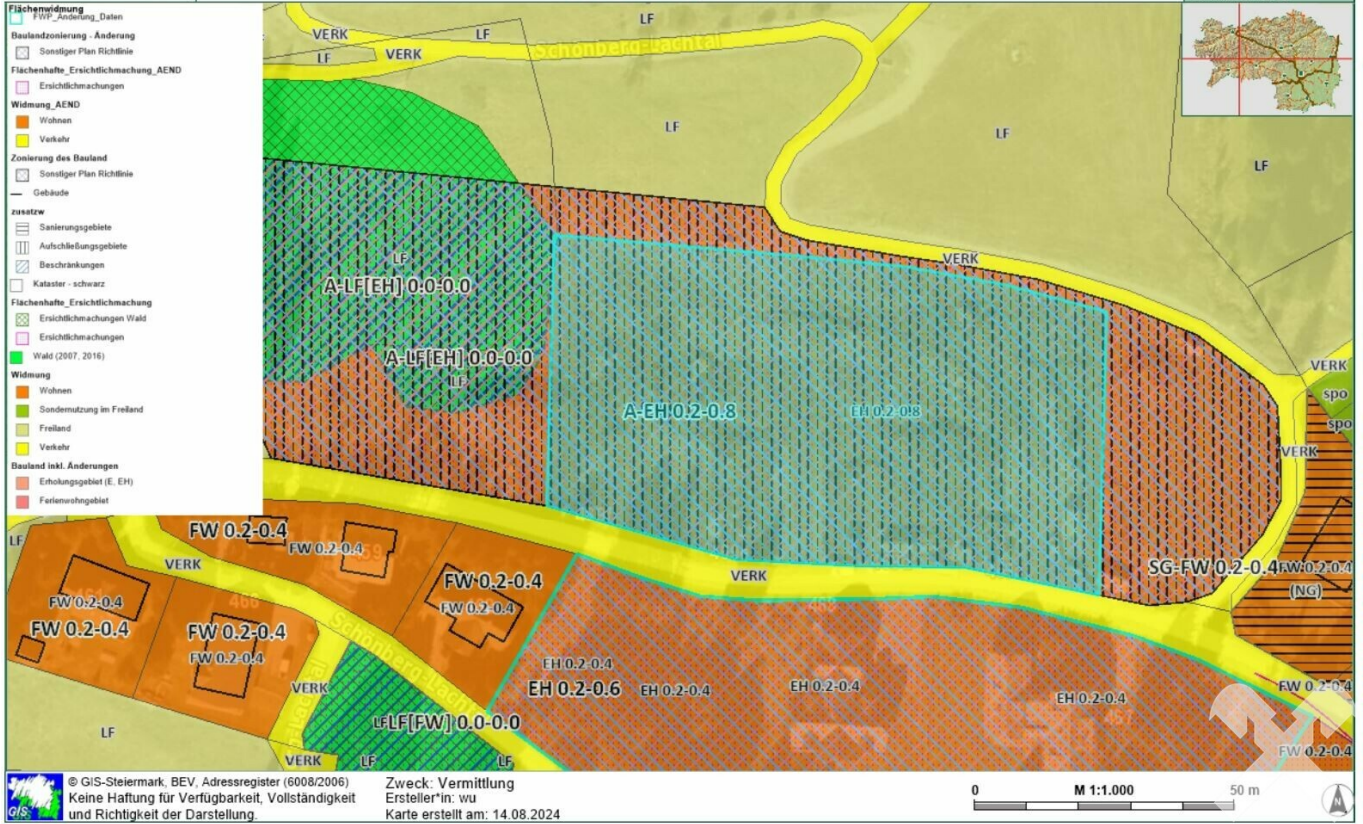 Flächenwidmung
FWP_Änderung_Daten
Baulandzonierung - Änderung
Sonstiger Plan Richtlinie
Flächenhafte_Ersichtlichmachung_AEND
Ersichtlichmachungen
Widmung_AEND
Wohnen
Verkehr
Zonierung des Bauland
Sonstiger Plan Richtlinie
Gebäude
zusatzw
Sanierungsgebiete
Aufschließungsgebiete
Beschränkungen
Kataster - schwarz
Flächenhafte_Ersichtlichmachung
Ersichtlichmachungen Wald
Ersichtlichmachungen
Wald (2007, 2016)
Widmung
Wohnen
Sondernutzung im Freiland
Freiland
Verkehr
Bauland inkl. Änderungen
Erholungsgebiet (E, EH)
Ferienwohngebiet
LF
VERK
LF
Schönberg-Lachtal
LF
VERK
LF
LF
LF
VERK
LF
A-LF[EH] 0.0-0.0
A-LF[EH] 0.0-0.0
LF
VERK
spo
A-EH 0.2-0.8
EH 0.2-0.8
spo
VERK
FW 0.2-0.4
LF
FW 0.2-0.4
459
VERK
VERK
SG-FW 0.2-0.4
FW 0.2-0.4
(NG)
FW 0.2-0.4
FW 0.2-0.4
466
FW 0.2-0.4
FW 0.2-0.4
FW 0.2-0.4
FW 0.2-0.4
Schönberg-Lachtal
EH 0.2-0.4
VERK
EH 0.2-0.6
EH 0.2-0.4
EH 0.2-0.4
FW 0.2-0.4
EH 0.2-0.4
467
LF
LF
LF[FW] 0.0-0.0
FW 0.2-0.4
VERK
LF
LF
© GIS-Steiermark, BEV, Adressregister (6008/2006)
Keine Haftung für Verfügbarkeit, Vollständigkeit
und Richtigkeit der Darstellung.
GIS
Zweck: Vermittlung
Ersteller*in: wu
Karte erstellt am: 14.08.2024
0
M 1:1.000
50 m
N